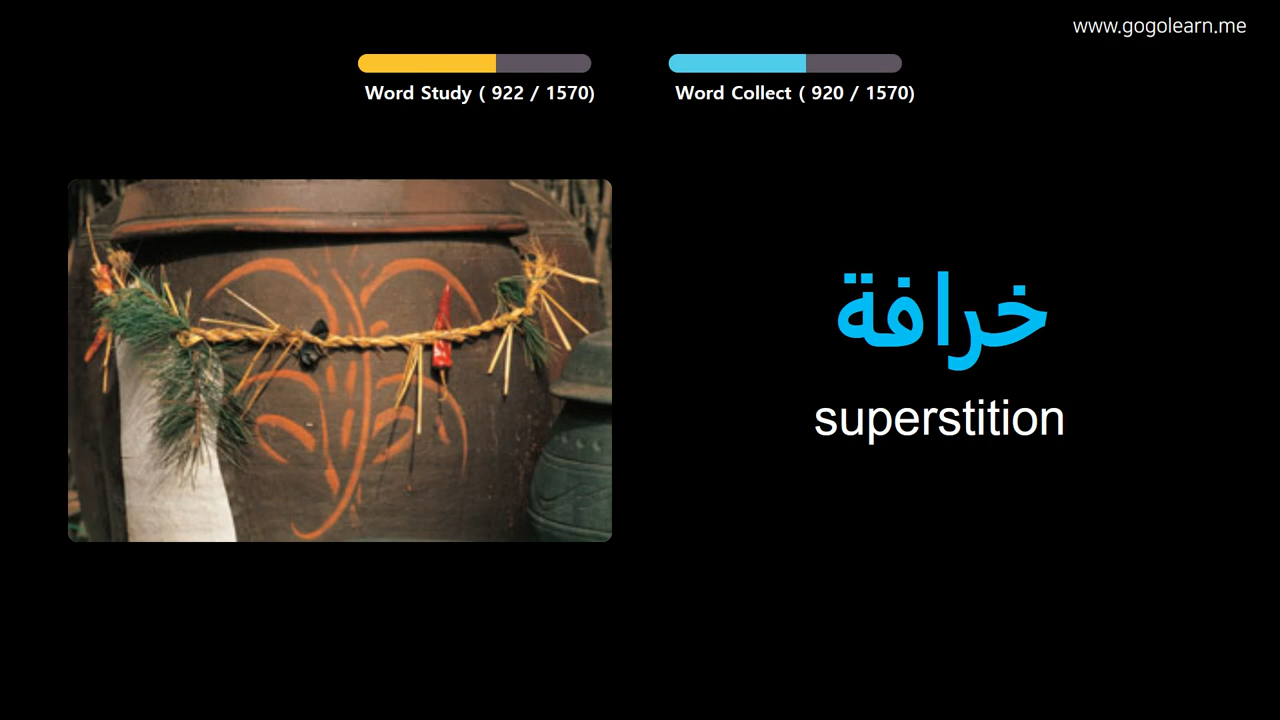 www.gogolearn.me
Word Study ( 922 / 1570)
Word Collect ( 920 / 1570)
خرافة
superstition